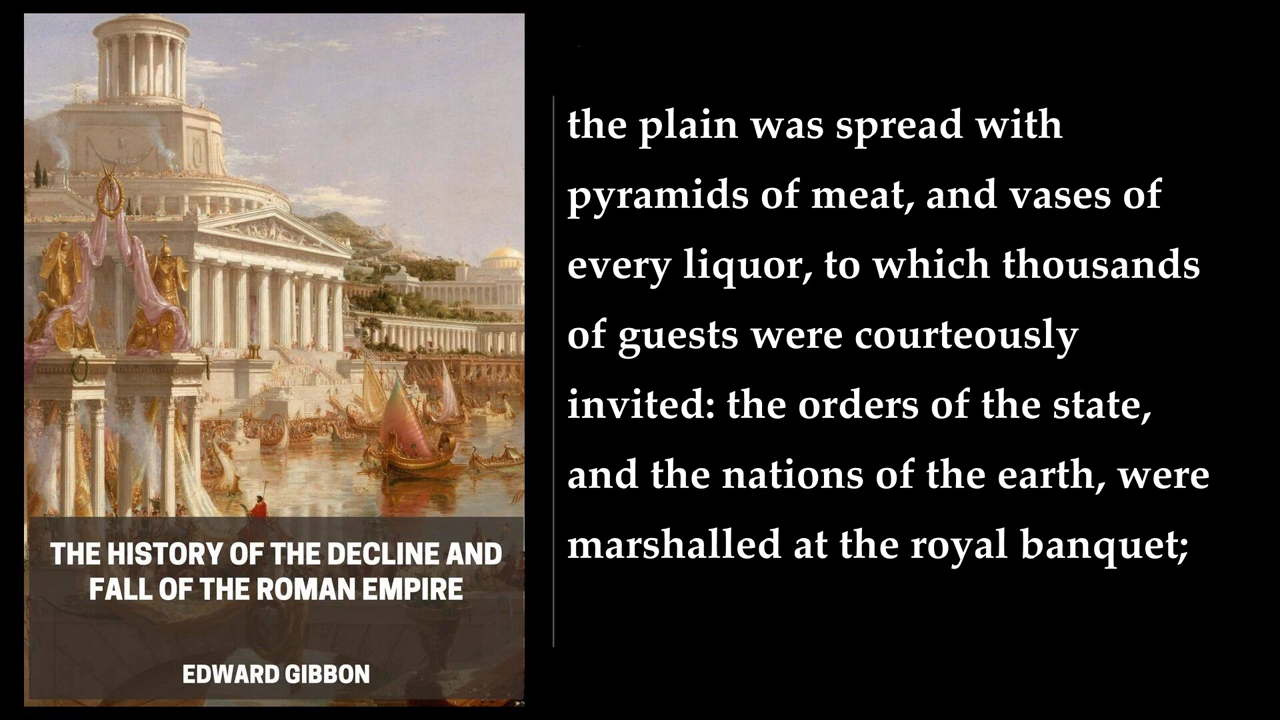 THE HISTORY OF THE DECLINE AND
FALL OF THE ROMAN EMPIRE
EDWARD GIBBON
the plain was spread with
pyramids of meat, and vases of
every liquor, to which thousands
of guests were courteously
invited: the orders of the state,
and the nations of the earth, were
marshalled at the royal banquet;